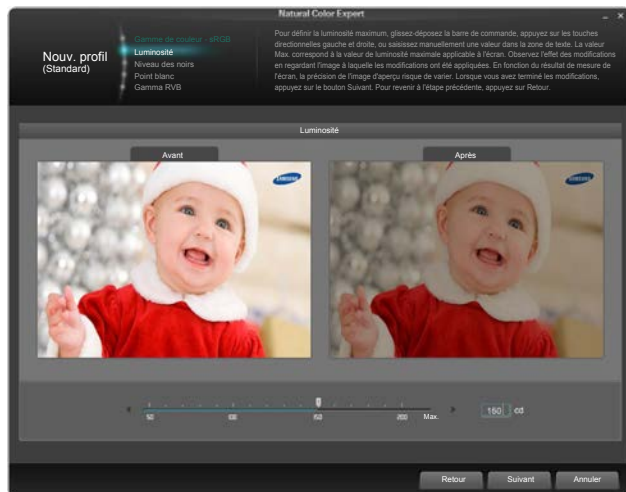 Natural Color Expert
Nouv. profil
(Standard)
Gamme de couleur - sRGB
Luminosité
Niveau des noirs
Point blanc
Gamma RVB
Pour définir la luminosité maximum, glissez-déposez la bane de commande, appuyez sur les touches
directionnelles gauche et droite, ou saisissez manuellement une valeur dans la zone de texte. La valeur
Max. correspond à la valeur de luminosité maximale applicable à l'écran. Observez l'effet des modifications
en regardant l'image à laquelle les modifications ont été appliquées. En fonction du résultat de mesure de
l'écran, la précision de l'image d'aperçu risque de varier. Lorsque vous avez terminé les modifications,
appuyez sur le bouton Suivant. Pour revenir à l'étape précédente, appuyez sur Retour.
Luminosité
Avant
Après
SAMSUNG
SAMSUNG
50 100 150 200 Max.
160 cd
Retour Suivant Annuler